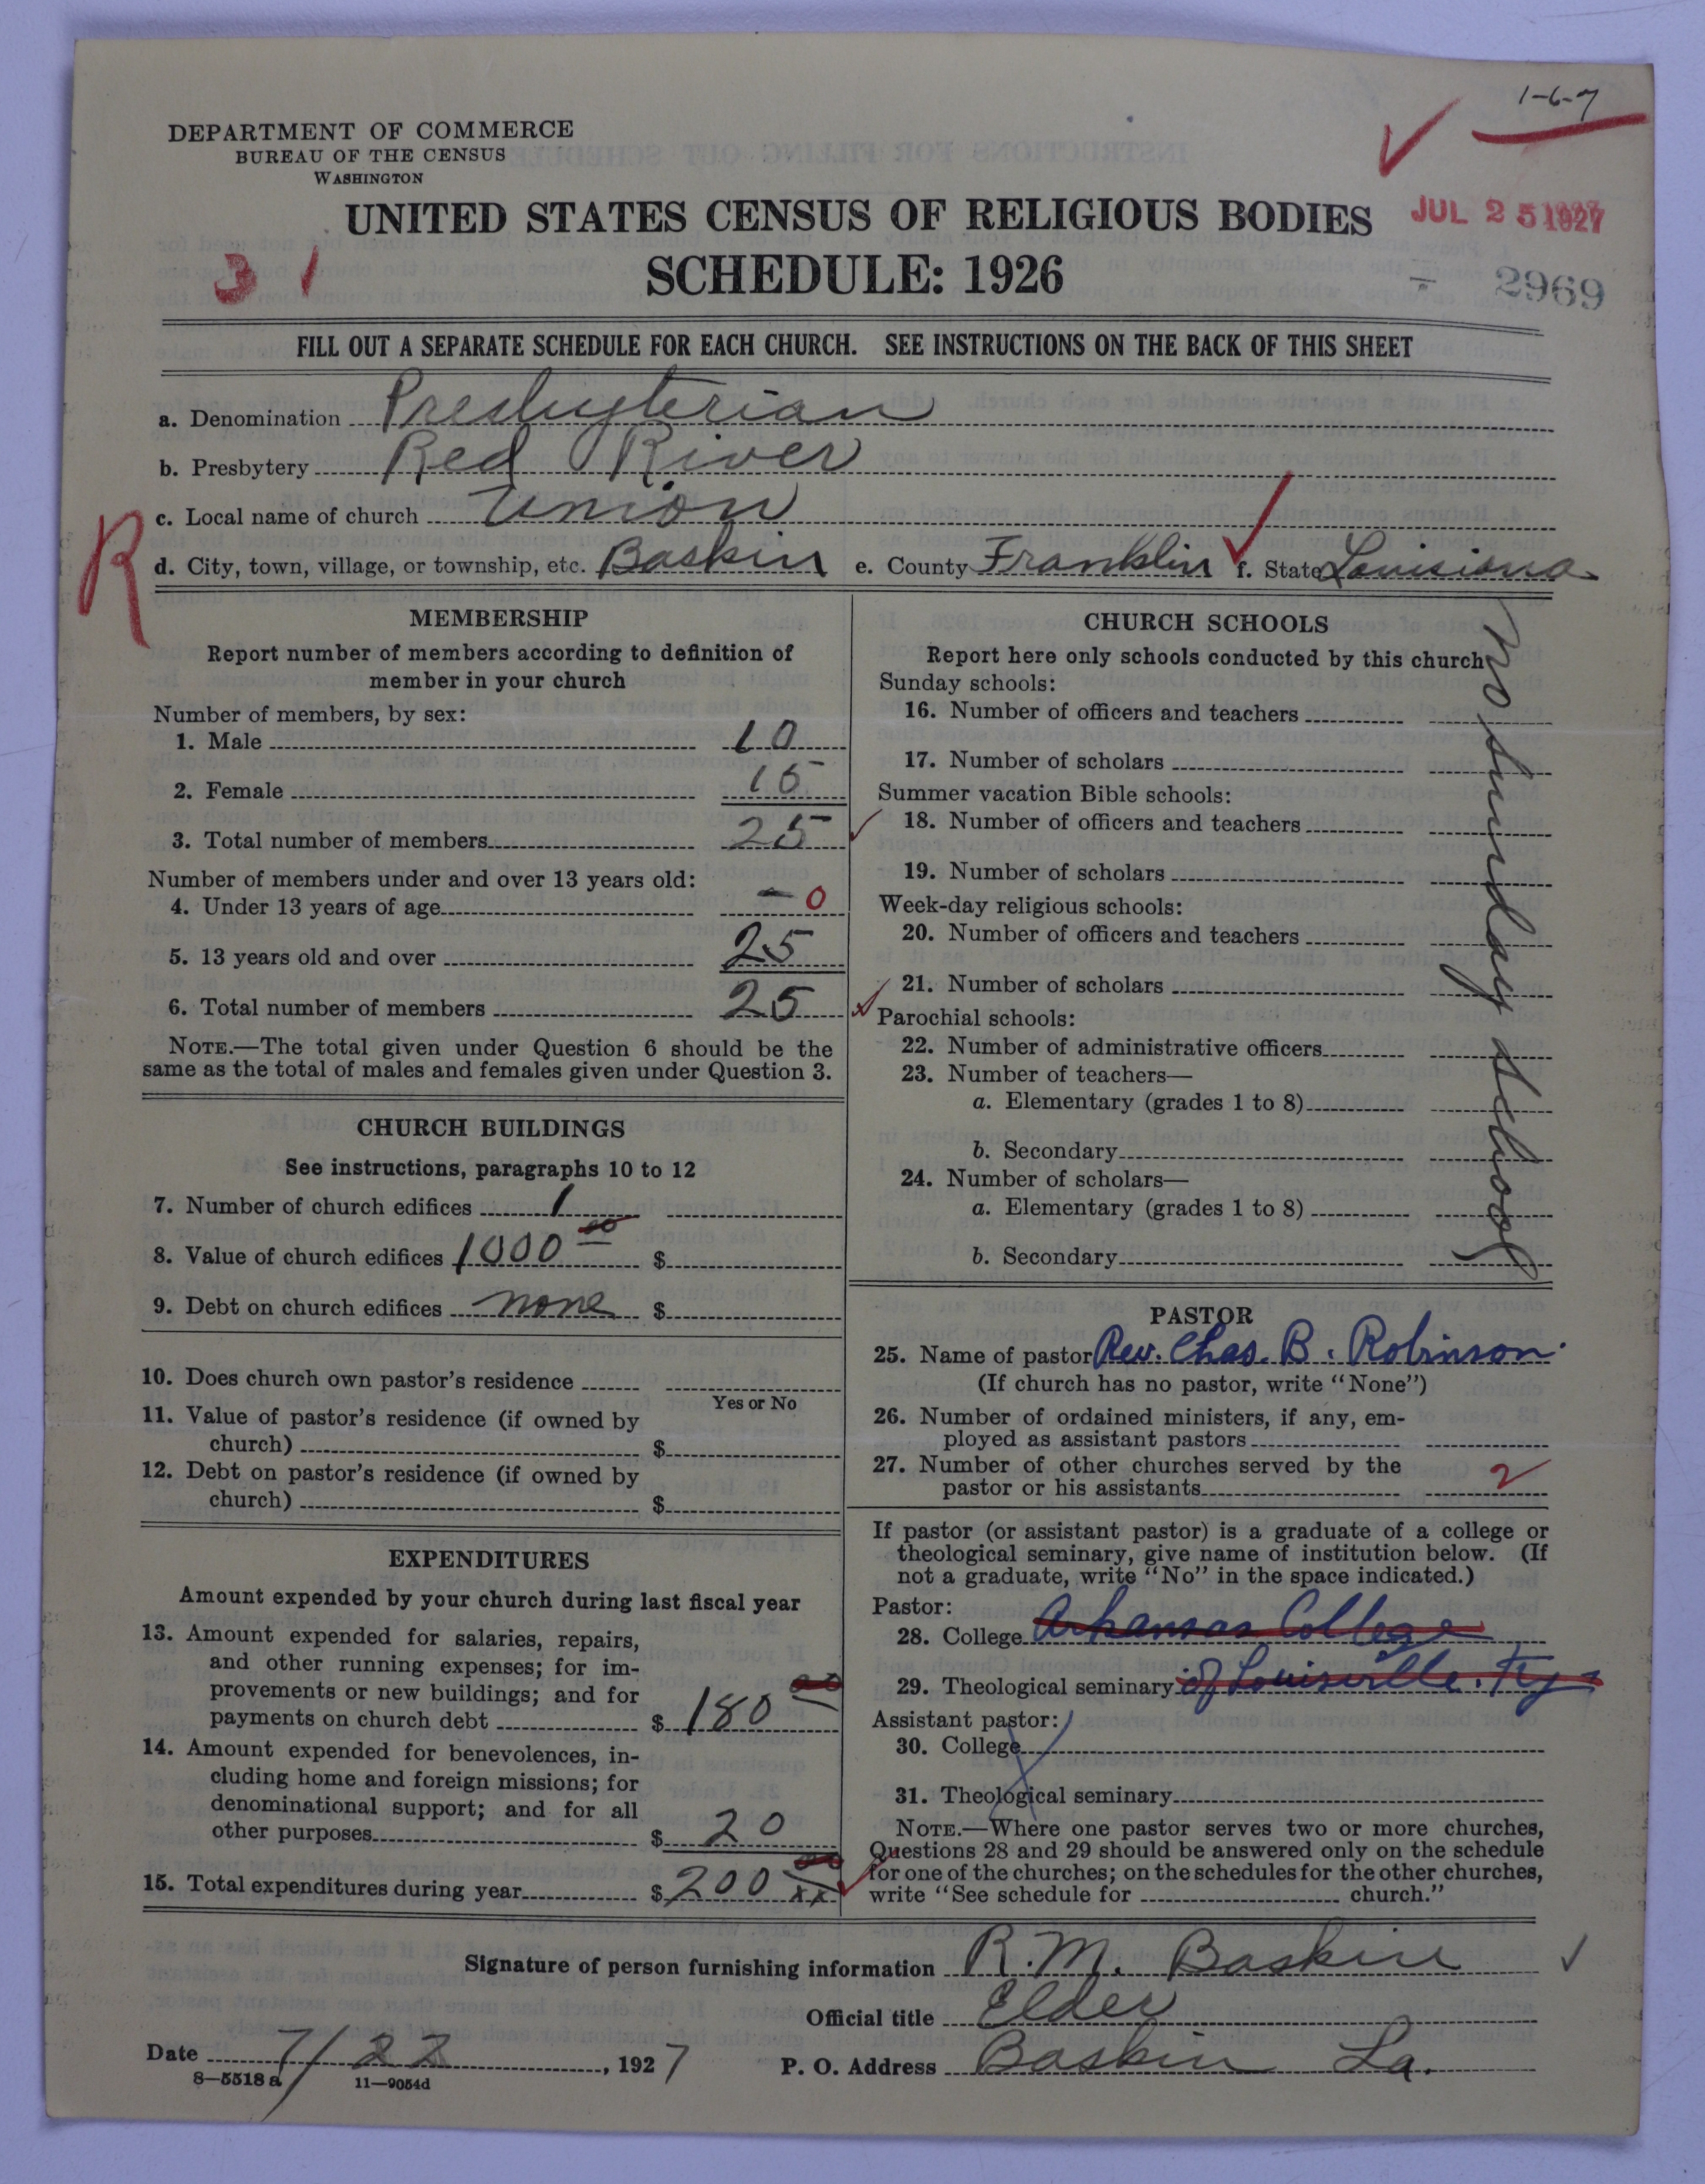 1-6-7
DEPARTMENT OF COMMERCE
BUREAU OF THE CENSUS
WASHINGTON
UNITED STATES CENSUS OF RELIGIOUS BODIES
JUL 25 1927
SCHEDULE: 1926
31
2969
FILL OUT A SEPARATE SCHEDULE FOR EACH CHURCH. SEE INSTRUCTIONS ON THE BACK OF THIS SHEET
a. Denomination Presbyterian
b. Presbytery Red River
c. Local name of church Union
R
d. City, town, village, or township, etc. Baskin e. County Franklin f. State Louisiana
MEMBERSHIP
Report number of members according to definition of
member in your church
Number of members, by sex:
1. Male 10
2. Female 15
3. Total number of members 25
Number of members under and over 13 years old:
4. Under 13 years of age – 0
5. 13 years old and over 25
6. Total number of members 25
NOTE.—The total given under Question 6 should be the
same as the total of males and females given under Question 3.
CHURCH BUILDINGS
See instructions, paragraphs 10 to 12
7. Number of church edifices 1
8. Value of church edifices 1000 00 $
9. Debt on church edifices none $
10. Does church own pastor's residence
Yes or No
11. Value of pastor's residence (if owned by
church) $
12. Debt on pastor's residence (if owned by
church) $
EXPENDITURES
Amount expended by your church during last fiscal year
13. Amount expended for salaries, repairs,
and other running expenses; for im-
provements or new buildings; and for
payments on church debt $ 180 00
14. Amount expended for benevolences, in-
cluding home and foreign missions; for
denominational support; and for all
other purposes $ 20
15. Total expenditures during year $ 200 00 xx
CHURCH SCHOOLS
Report here only schools conducted by this church
Sunday schools:
16. Number of officers and teachers
17. Number of scholars
Summer vacation Bible schools:
18. Number of officers and teachers
19. Number of scholars
Week-day religious schools:
20. Number of officers and teachers
21. Number of scholars
Parochial schools:
22. Number of administrative officers
23. Number of teachers—
a. Elementary (grades 1 to 8)
b. Secondary
24. Number of scholars—
a. Elementary (grades 1 to 8)
b. Secondary
no Sunday School
PASTOR
25. Name of pastor Rev. Chas. B. Robinson.
(If church has no pastor, write "None")
26. Number of ordained ministers, if any, em-
ployed as assistant pastors
27. Number of other churches served by the
pastor or his assistants 2
If pastor (or assistant pastor) is a graduate of a college or
theological seminary, give name of institution below. (If
not a graduate, write "No" in the space indicated.)
Pastor:
28. College Arkansas College
29. Theological seminary of Louisville. Ky
Assistant pastor:
30. College
31. Theological seminary
NOTE.—Where one pastor serves two or more churches,
Questions 28 and 29 should be answered only on the schedule
for one of the churches; on the schedules for the other churches,
write "See schedule for church."
Signature of person furnishing information R. M. Baskin
Official title Elder
Date 7/22, 1927 P. O. Address Baskin La.
8—5518 a 11—9054d